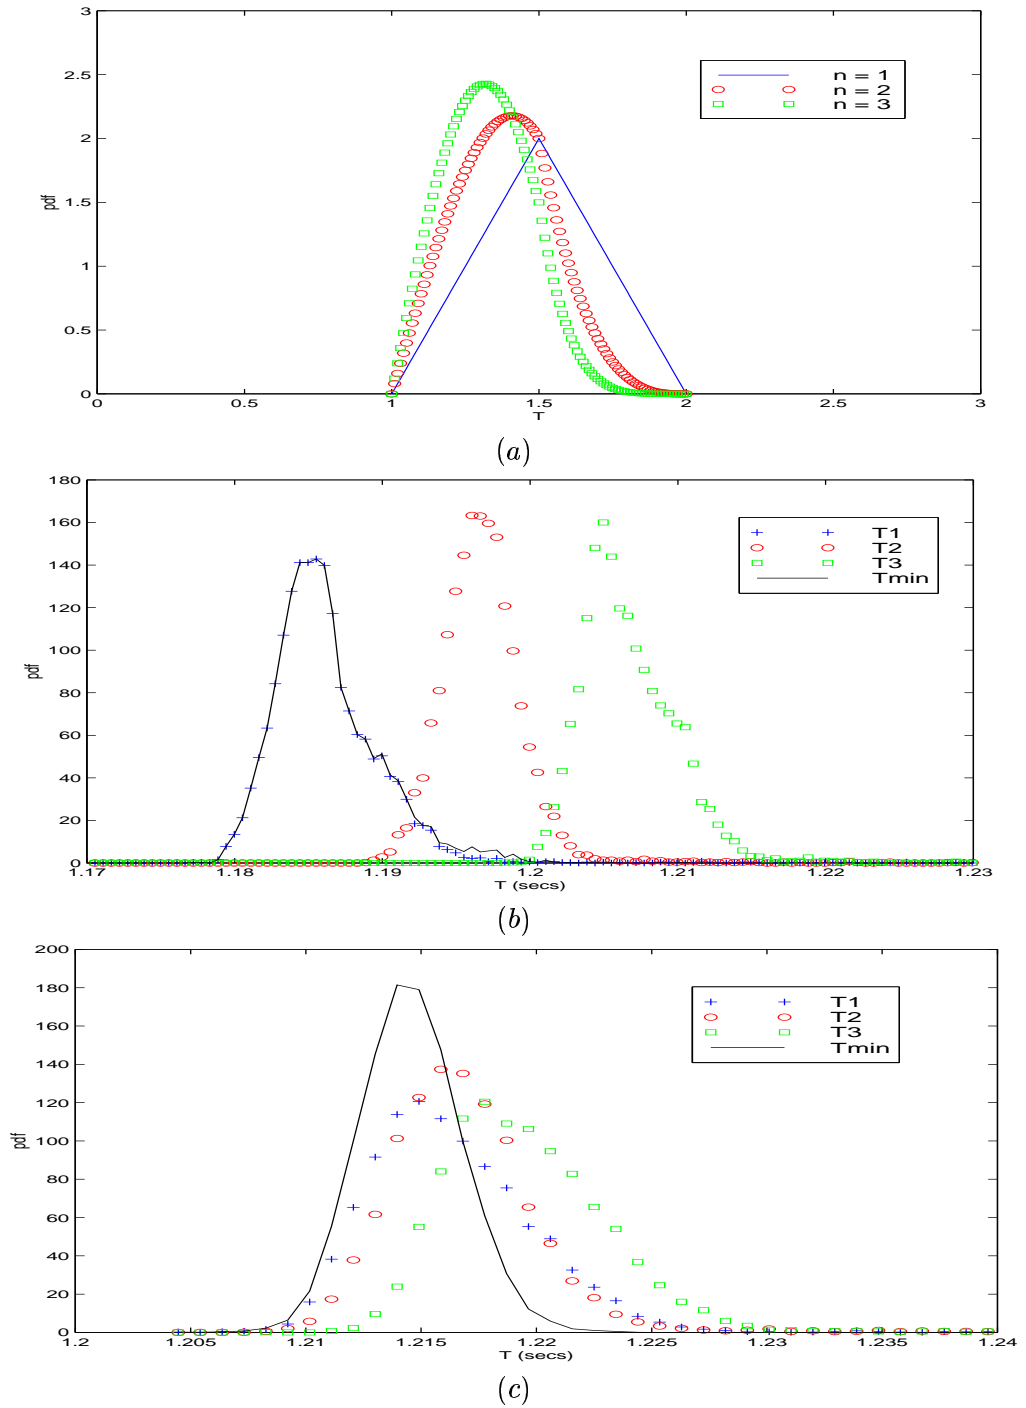 3
2.5
2
1.5
1
0.5
0
pdf
n = 1
n = 2
n = 3
0 0.5 1 1.5 2 2.5 3
T
(a)
180
160
140
120
100
80
60
40
20
0
pdf
T1
T2
T3
Tmin
1.17 1.18 1.19 1.2 1.21 1.22 1.23
T (secs)
(b)
200
180
160
140
120
100
80
60
40
20
0
pdf
T1
T2
T3
Tmin
1.2 1.205 1.21 1.215 1.22 1.225 1.23 1.235 1.24
T (secs)
(c)